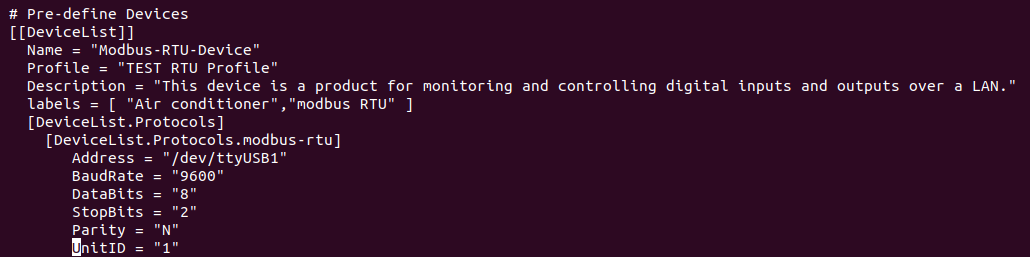 # Pre-define Devices
[[DeviceList]]
  Name = "Modbus-RTU-Device"
  Profile = "TEST RTU Profile"
  Description = "This device is a product for monitoring and controlling digital inputs and outputs over a LAN."
  labels = [ "Air conditioner","modbus RTU" ]
  [DeviceList.Protocols]
    [DeviceList.Protocols.modbus-rtu]
       Address = "/dev/ttyUSB1"
       BaudRate = "9600"
       DataBits = "8"
       StopBits = "2"
       Parity = "N"
       UnitID = "1"